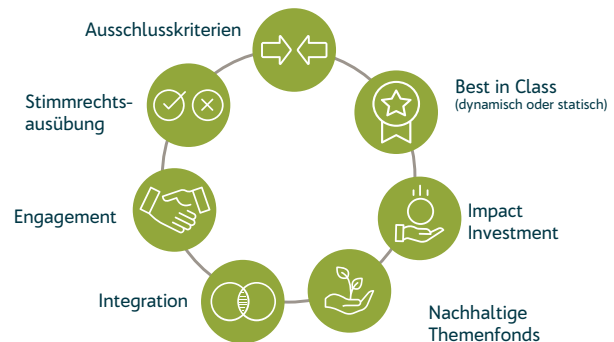 Ausschlusskriterien
Best in Class
(dynamisch oder statisch)
Impact
Investment
Nachhaltige
Themenfonds
Integration
Engagement
Stimmrechts-
ausübung